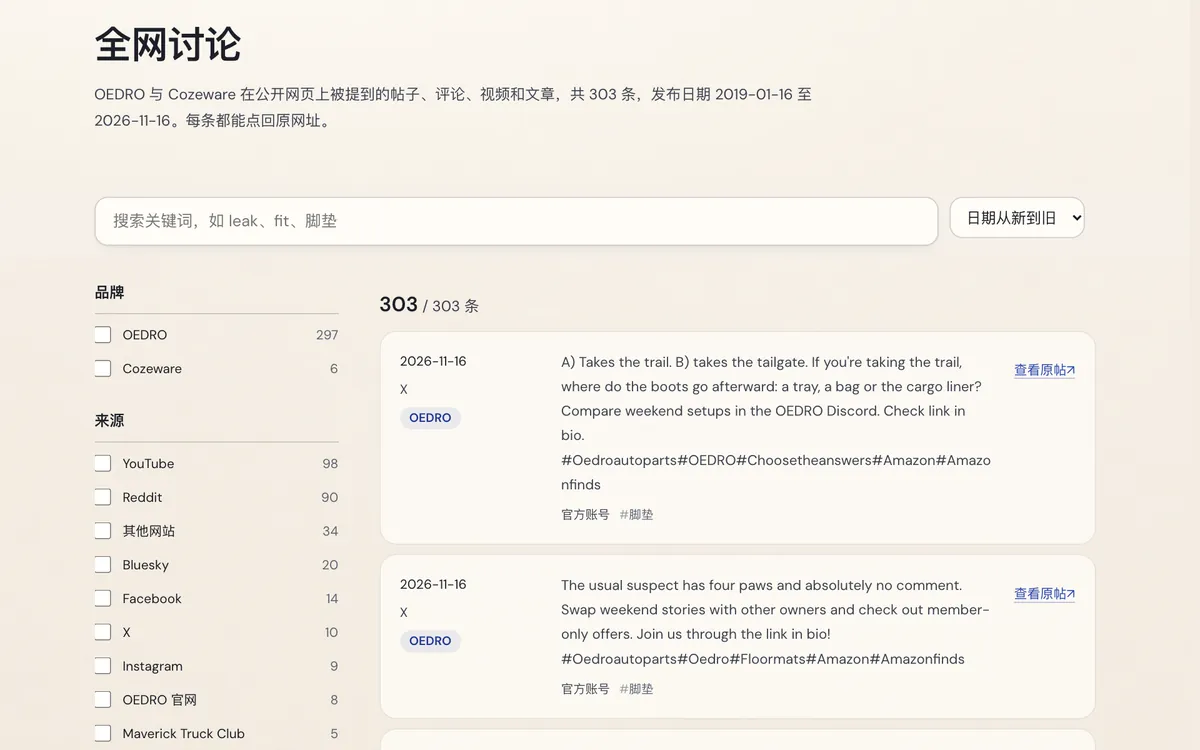 全网讨论
OEDRO 与 Cozeware 在公开网页上被提到的帖子、评论、视频和文章，共 303 条，发布日期 2019-01-16 至
2026-11-16。每条都能点回原网址。
搜索关键词，如 leak、fit、脚垫
日期从新到旧
品牌
OEDRO 297
Cozeware 6
来源
YouTube 98
Reddit 90
其他网站 34
Bluesky 20
Facebook 14
X 10
Instagram 9
OEDRO 官网 8
Maverick Truck Club 5
303 / 303 条
2026-11-16
X
OEDRO
A) Takes the trail. B) takes the tailgate. If you're taking the trail,
where do the boots go afterward: a tray, a bag or the cargo liner?
Compare weekend setups in the OEDRO Discord. Check link in
bio.
#Oedroautoparts#OEDRO#Choosetheanswers#Amazon#Amazo
nfinds
官方账号 #脚垫
查看原帖↗
2026-11-16
X
OEDRO
The usual suspect has four paws and absolutely no comment.
Swap weekend stories with other owners and check out member-
only offers. Join us through the link in bio!
#Oedroautoparts#Oedro#Floormats#Amazon#Amazonfinds
官方账号 #脚垫
查看原帖↗